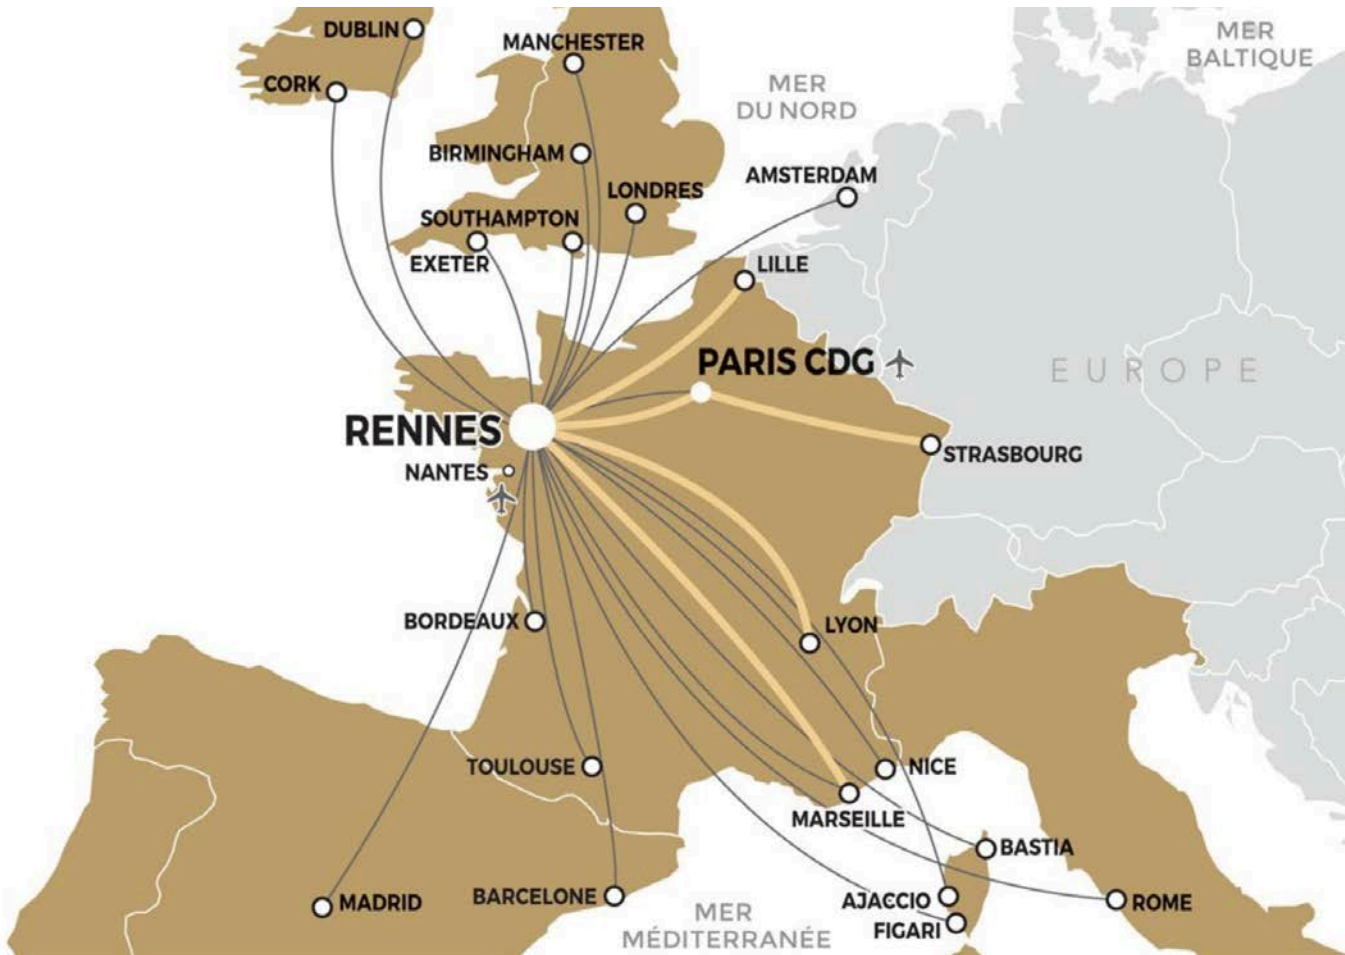 DUBLIN
MANCHESTER
MER
BALTIQUE
CORK
MER
DU NORD
BIRMINGHAM
AMSTERDAM
LONDRES
SOUTHAMPTON
EXETER
LILLE
PARIS CDG
EUROPE
RENNES
STRASBOURG
NANTES
BORDEAUX
LYON
TOULOUSE
NICE
MARSEILLE
BASTIA
BARCELONE
MADRID
AJACCIO
ROME
FIGARI
MER
MÉDITERRANÉE